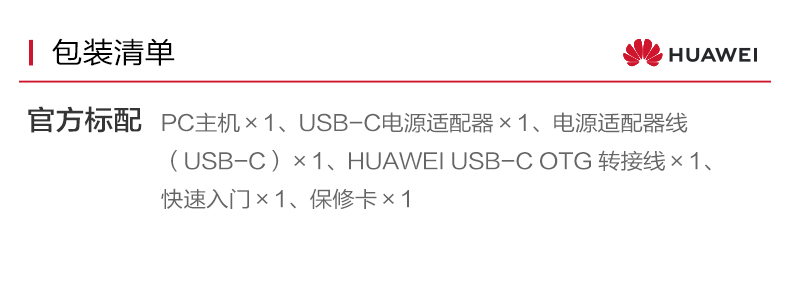 包装清单
HUAWEI
官方标配 PC主机×1、USB-C电源适配器×1、电源适配器线
（USB-C）×1、HUAWEI USB-C OTG 转接线×1、
快速入门×1、保修卡×1